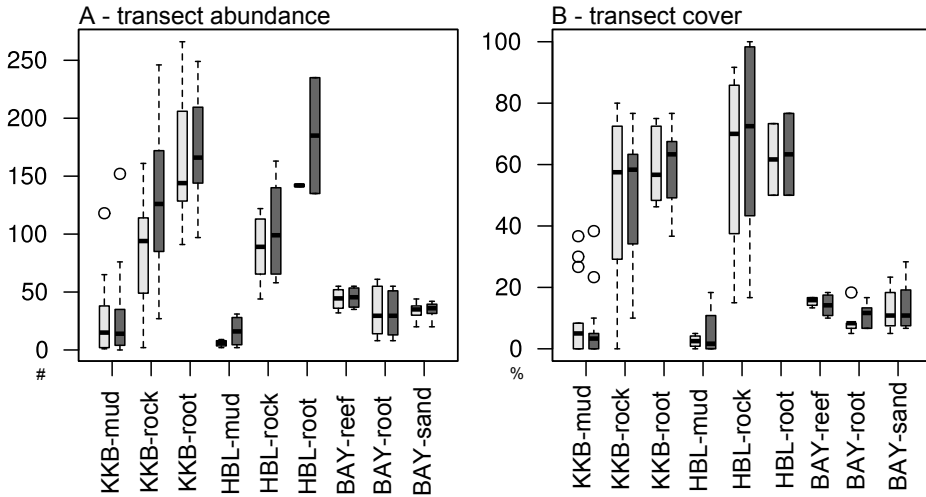 A - transect abundance
250
200
150
100
50
0
#
KKB-mud
KKB-rock
KKB-root
HBL-mud
HBL-rock
HBL-root
BAY-reef
BAY-root
BAY-sand
B - transect cover
100
80
60
40
20
0
%
KKB-mud
KKB-rock
KKB-root
HBL-mud
HBL-rock
HBL-root
BAY-reef
BAY-root
BAY-sand